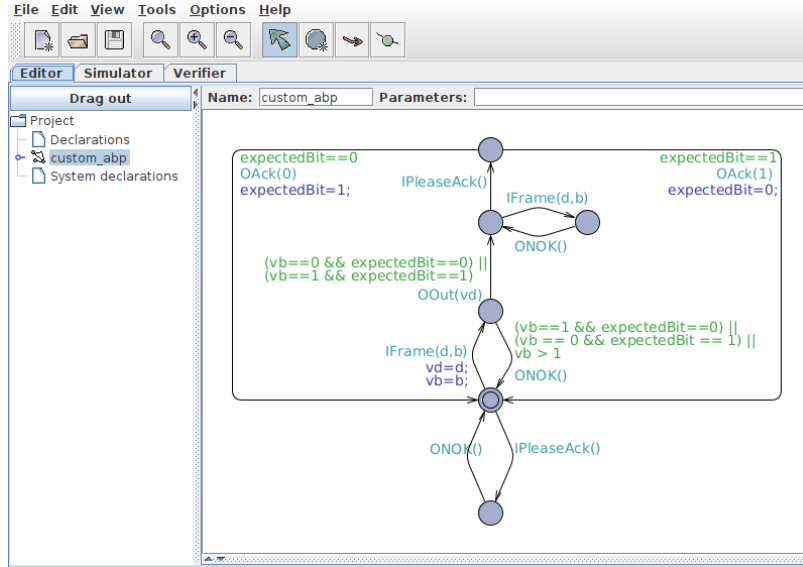 File Edit View Tools Options Help
Editor Simulator Verifier
Drag out
Name: custom_abp Parameters:
Project
Declarations
custom_abp
System declarations
expectedBit==0
OAck(0)
expectedBit=1;
expectedBit==1
OAck(1)
expectedBit=0;
IPleaseAck()
IFrame(d,b)
ONOK()
(vb==0 && expectedBit==0) ||
(vb==1 && expectedBit==1)
OOut(vd)
(vb==1 && expectedBit==0) ||
(vb == 0 && expectedBit == 1) ||
vb > 1
ONOK()
IFrame(d,b)
vd=d;
vb=b;
ONOK()
IPleaseAck()